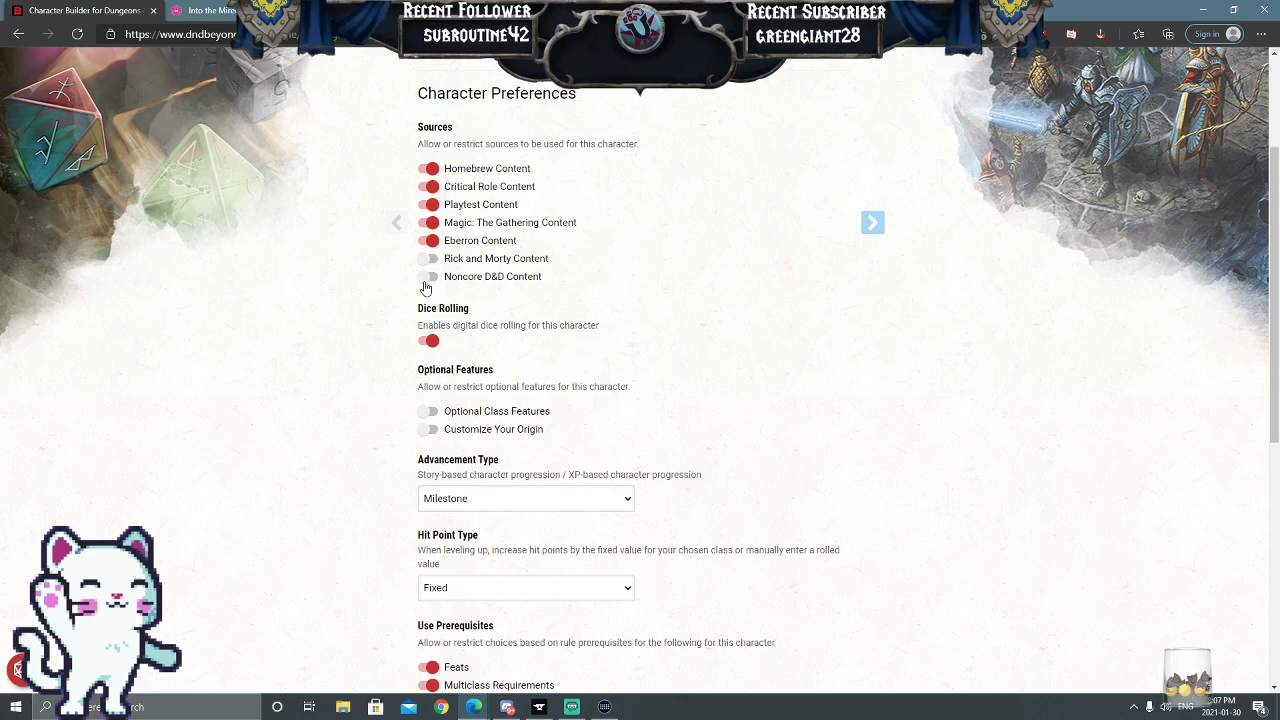 RECENT FOLLOWER
SUBROUTINE42
RECENT SUBSCRIBER
GREENGIANT28
Character Builder for Dungeons
Into the Mire
https://www.dndbeyon
Sign in
Character Preferences
Sources
Allow or restrict sources to be used for this character.
Homebrew Content
Critical Role Content
Playtest Content
Magic: The Gathering Content
Eberron Content
Rick and Morty Content
Noncore D&D Content
Dice Rolling
Enables digital dice rolling for this character
Optional Features
Allow or restrict optional features for this character.
Optional Class Features
Customize Your Origin
Advancement Type
Story-based character progression / XP-based character progression
Milestone
Hit Point Type
When leveling up, increase hit points by the fixed value for your chosen class or manually enter a rolled
value
Fixed
Use Prerequisites
Allow or restrict choices based on rule prerequisites for the following for this character
Feats
Multiclass Requirements
ENG
:07 PM
2021-01-30